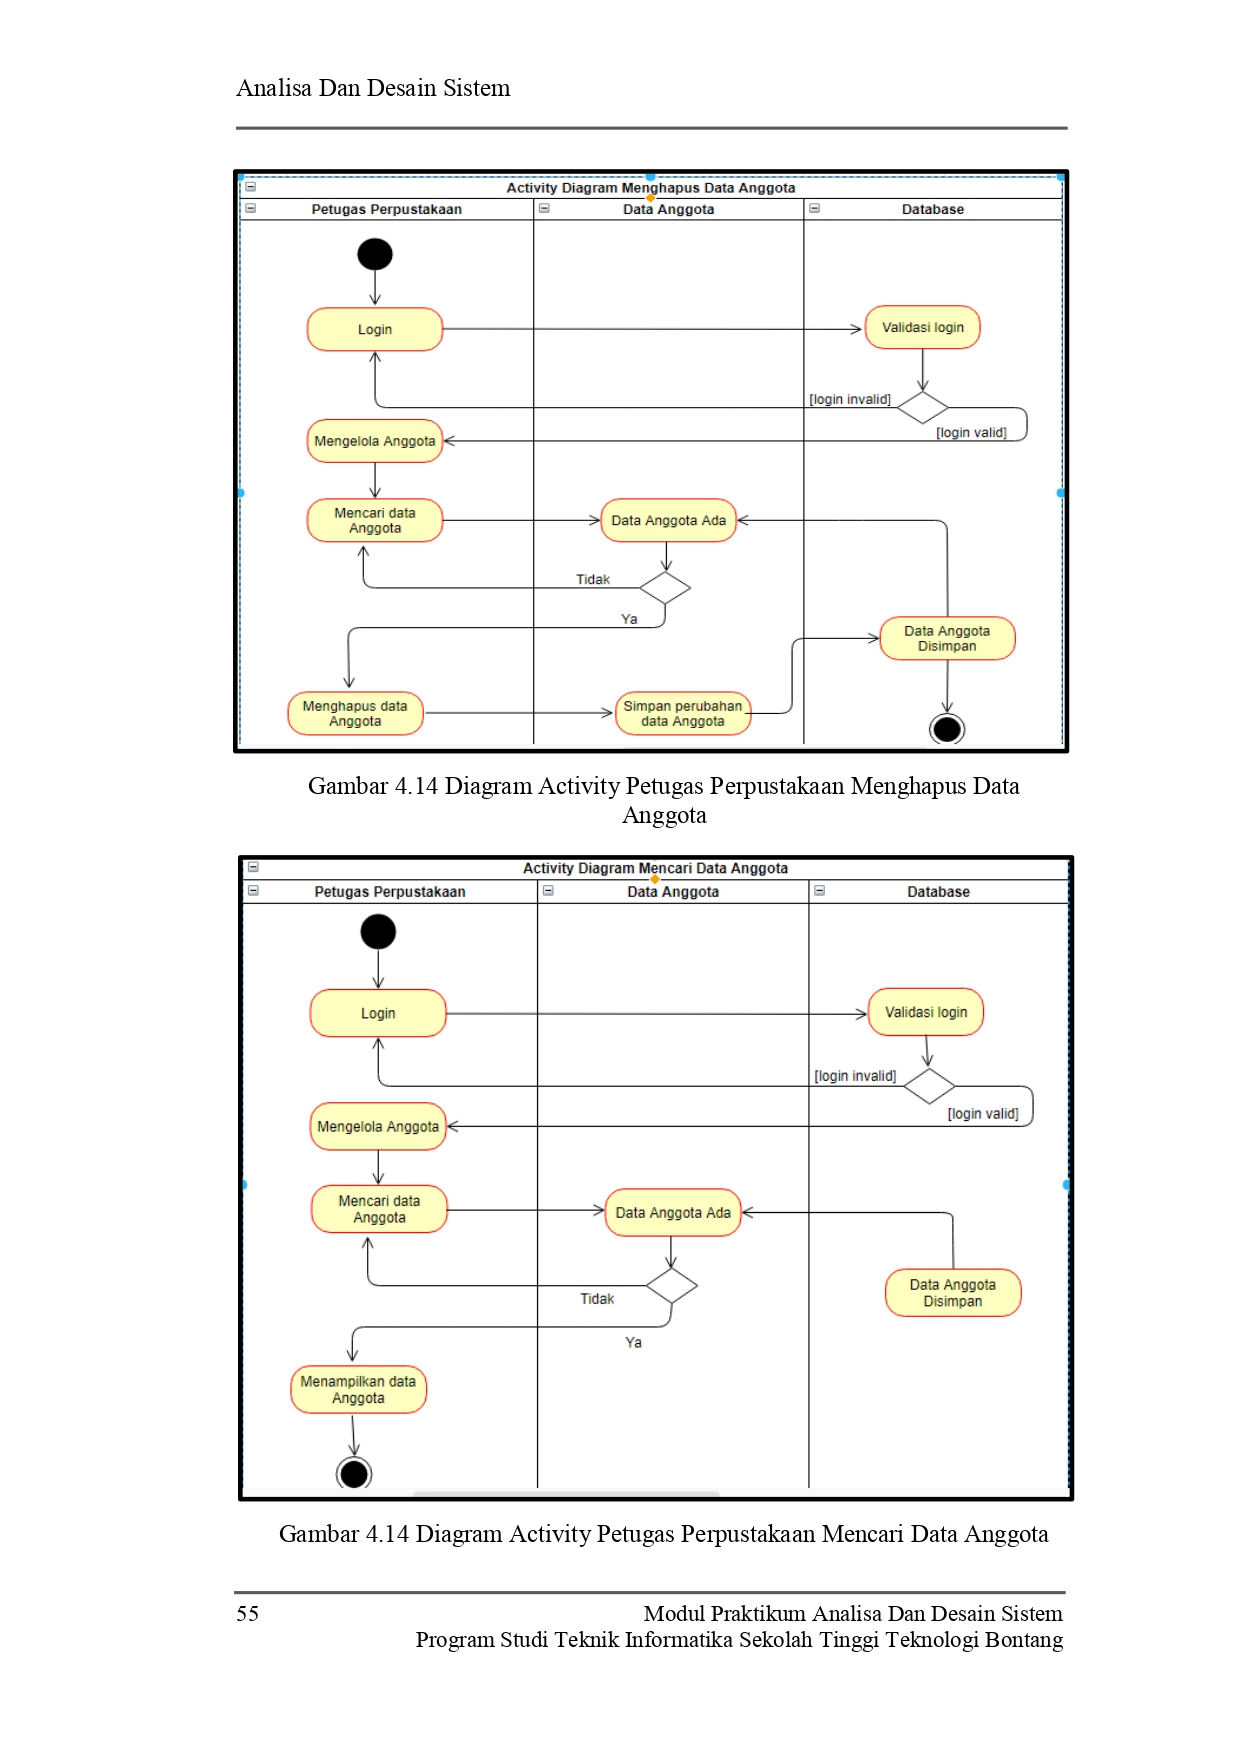 Analisa Dan Desain Sistem
Activity Diagram Menghapus Data Anggota
Petugas Perpustakaan
Data Anggota
Database
Login
Validasi login
[login invalid]
[login valid]
Mengelola Anggota
Mencari data
Anggota
Data Anggota Ada
Tidak
Ya
Data Anggota
Disimpan
Menghapus data
Anggota
Simpan perubahan
data Anggota
Gambar 4.14 Diagram Activity Petugas Perpustakaan Menghapus Data
Anggota
Activity Diagram Mencari Data Anggota
Petugas Perpustakaan
Data Anggota
Database
Login
Validasi login
[login invalid]
[login valid]
Mengelola Anggota
Mencari data
Anggota
Data Anggota Ada
Tidak
Ya
Data Anggota
Disimpan
Menampilkan data
Anggota
Gambar 4.14 Diagram Activity Petugas Perpustakaan Mencari Data Anggota
55
Modul Praktikum Analisa Dan Desain Sistem
Program Studi Teknik Informatika Sekolah Tinggi Teknologi Bontang